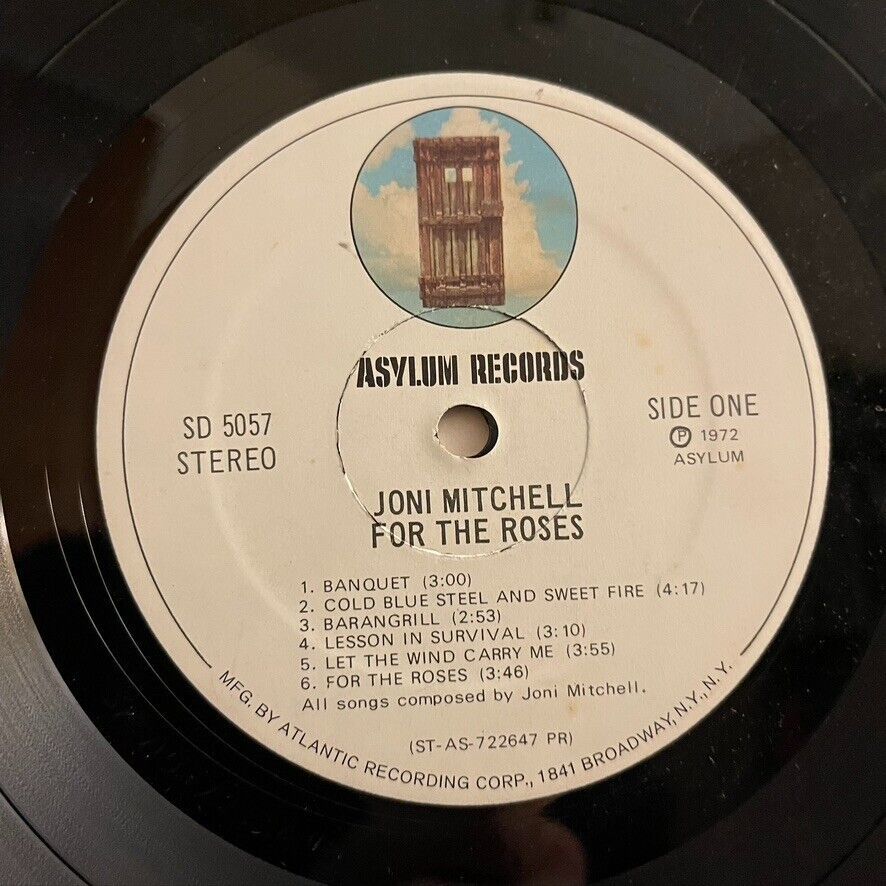 ASYLUM RECORDS
SD 5057
STEREO
SIDE ONE
Ⓟ 1972
ASYLUM
JONI MITCHELL
FOR THE ROSES
1. BANQUET (3:00)
2. COLD BLUE STEEL AND SWEET FIRE (4:17)
3. BARANGRILL (2:53)
4. LESSON IN SURVIVAL (3:10)
5. LET THE WIND CARRY ME (3:55)
6. FOR THE ROSES (3:46)
All songs composed by Joni Mitchell.
(ST-AS-722647 PR)
MFG. BY ATLANTIC RECORDING CORP., 1841 BROADWAY, N.Y., N.Y.